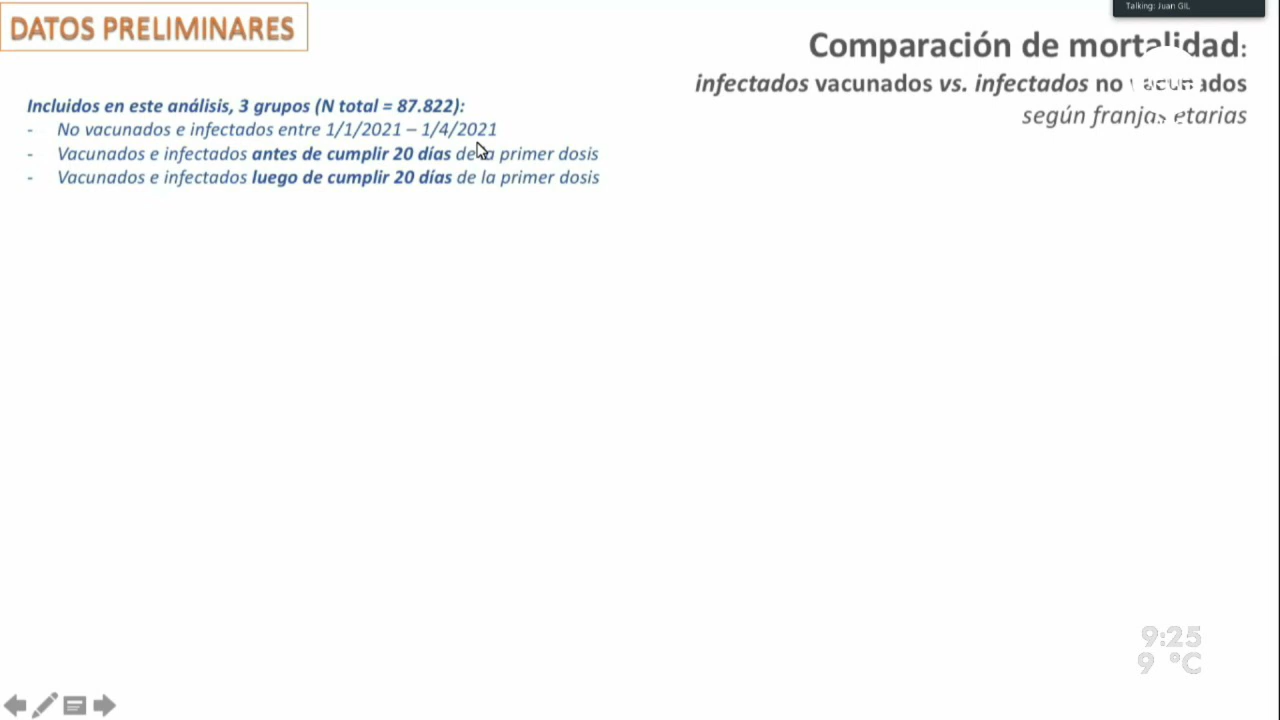 Talking: Juan GIL
DATOS PRELIMINARES
Comparación de mortalidad:
infectados vacunados vs. infectados no vacunados
según franjas etarias
Incluidos en este análisis, 3 grupos (N total = 87.822):
- No vacunados e infectados entre 1/1/2021 – 1/4/2021
- Vacunados e infectados antes de cumplir 20 días de la primer dosis
- Vacunados e infectados luego de cumplir 20 días de la primer dosis
9:25
9 °C